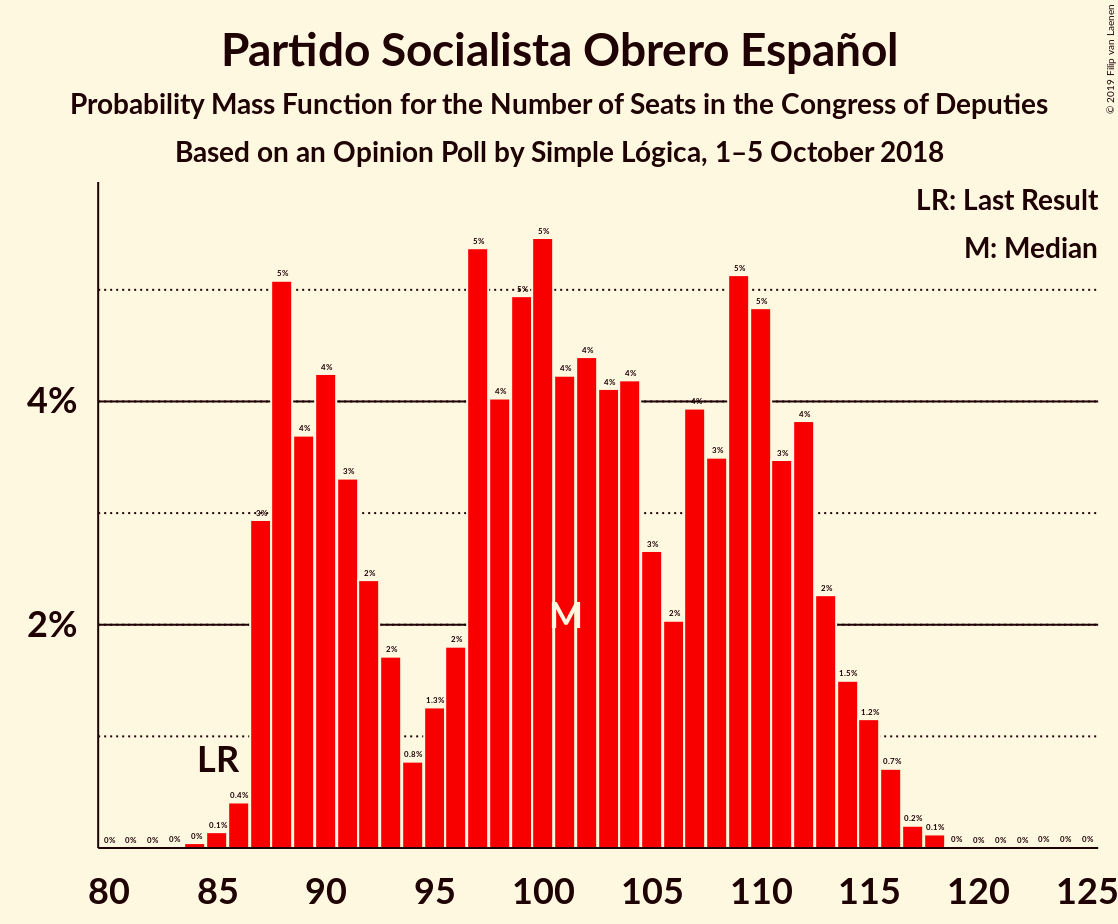 Partido Socialista Obrero Español
Probability Mass Function for the Number of Seats in the Congress of Deputies
Based on an Opinion Poll by Simple Lógica, 1–5 October 2018
© 2019 Filip van Laenen
LR: Last Result
M: Median
4%
2%
0% 0% 0% 0% 0% 0.1% 0.4% 3% 5% 4% 4% 3% 2% 2% 0.8% 1.3% 2% 5% 4% 5% 5% 4% 4% 4% 4% 3% 2% 4% 3% 5% 5% 3% 4% 2% 1.5% 1.2% 0.7% 0.2% 0.1% 0% 0% 0% 0% 0% 0% 0%
LR
M
80 85 90 95 100 105 110 115 120 125